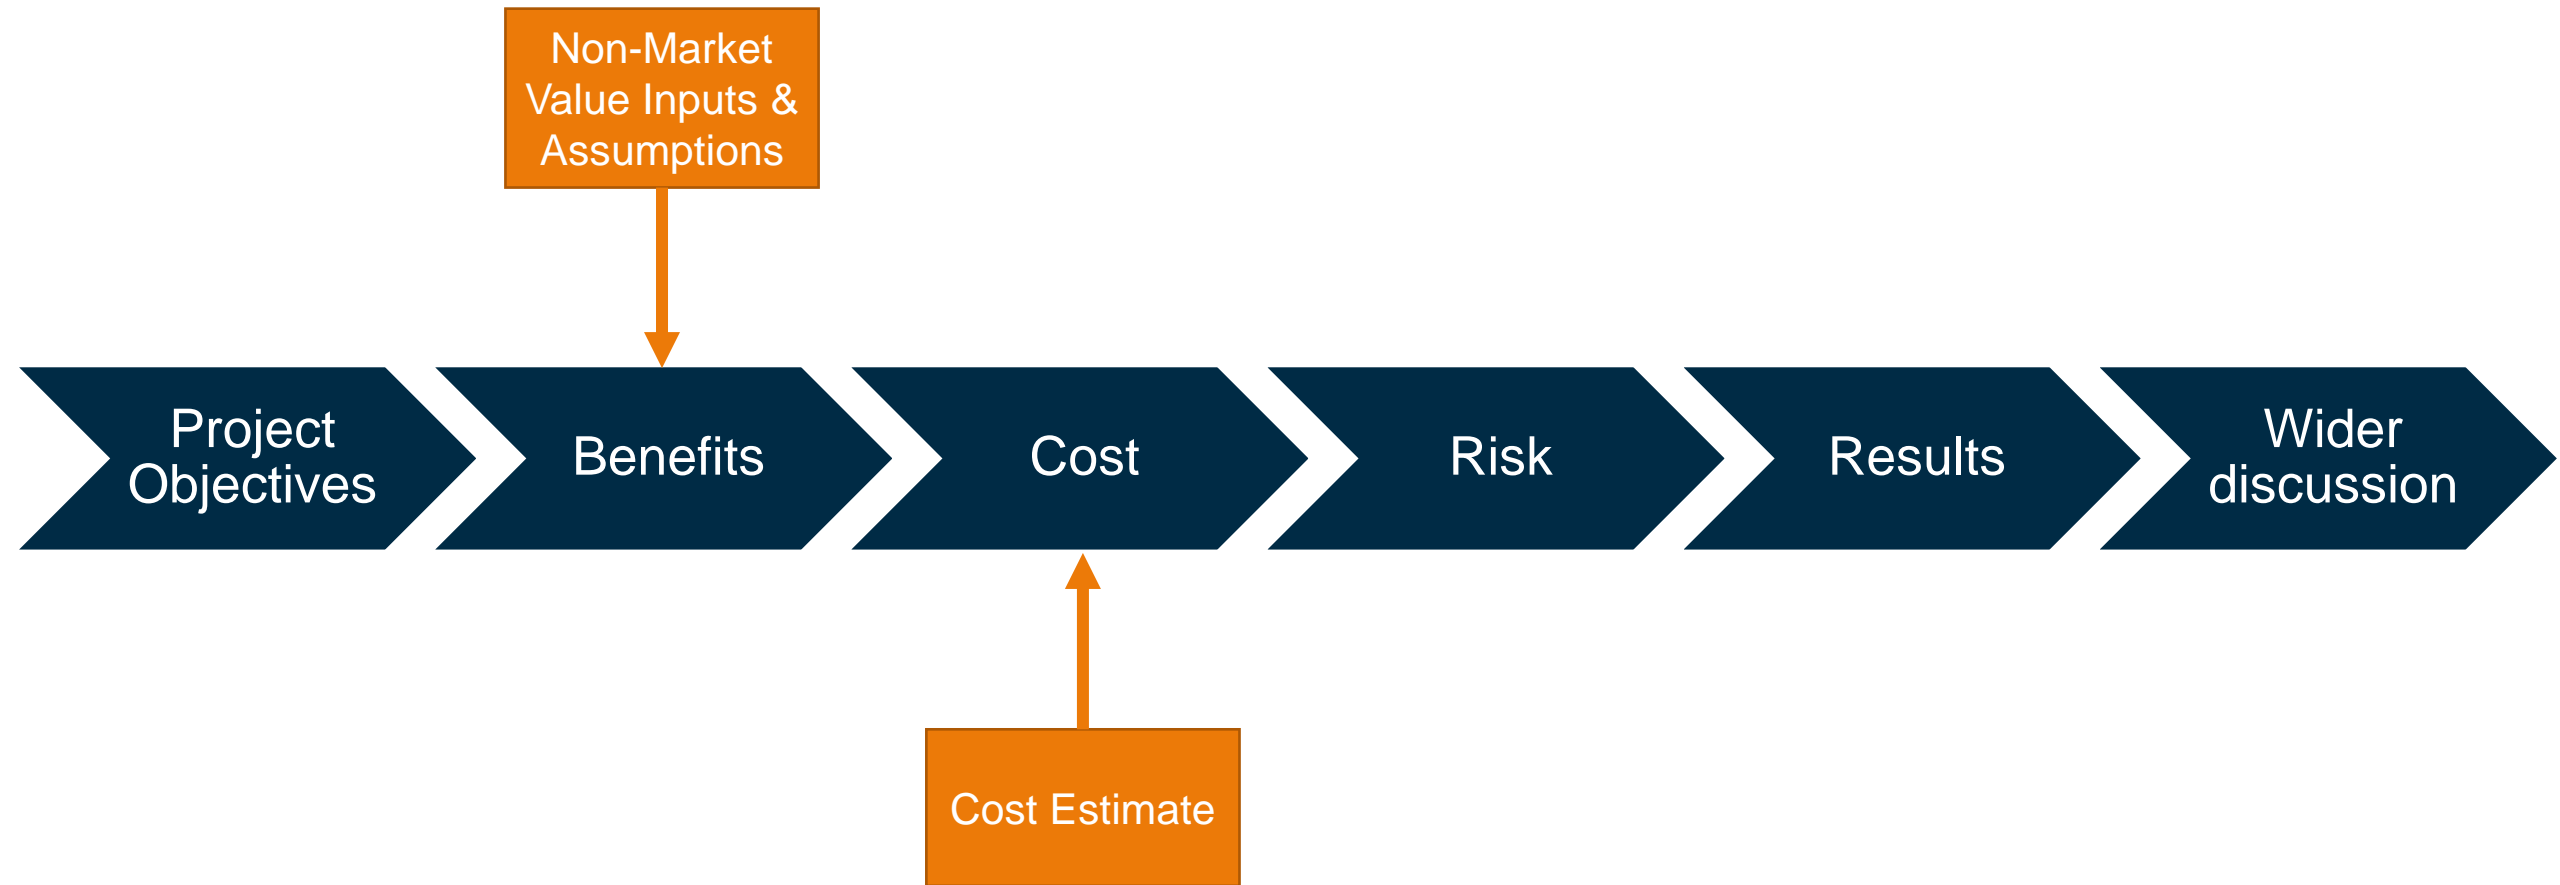 Non-Market
Value Inputs &
Assumptions
Project
Objectives
Benefits
Cost
Risk
Results
Wider
discussion
Cost Estimate